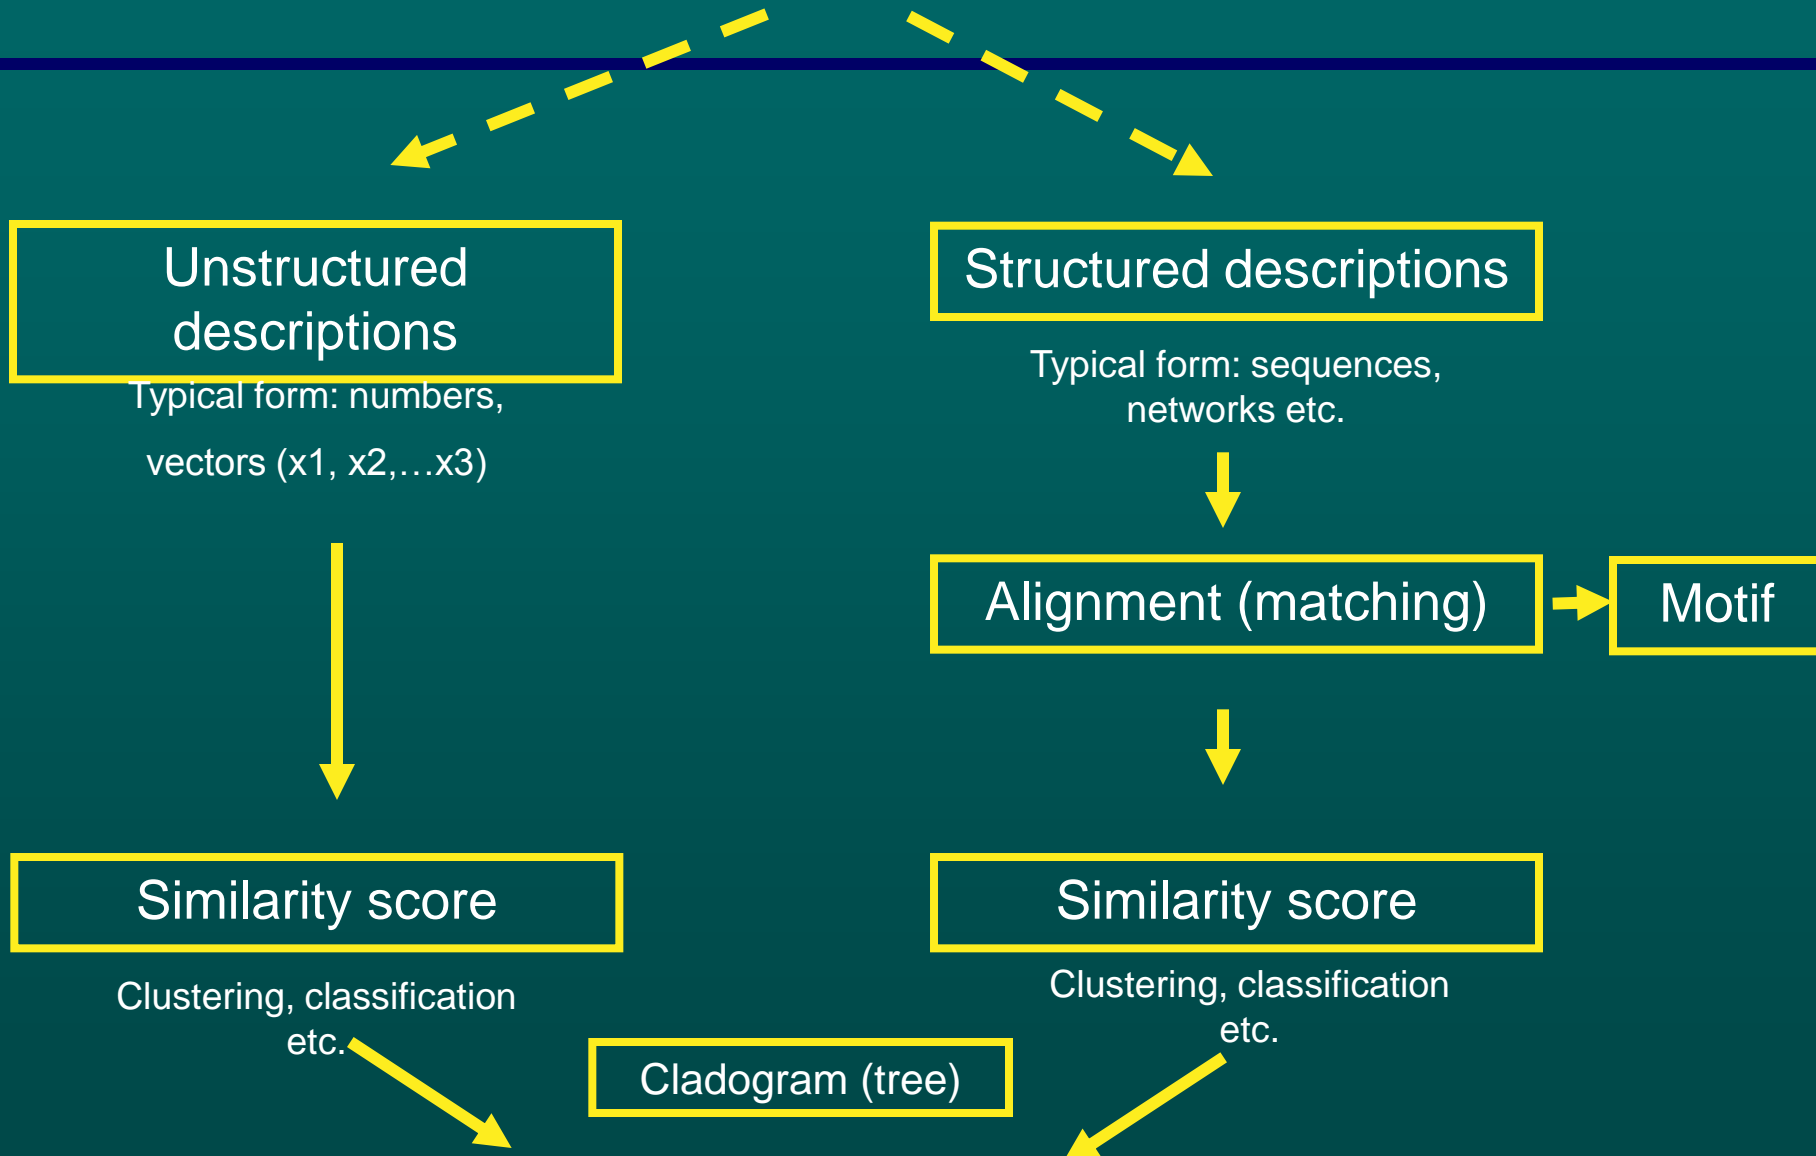 Unstructured
descriptions
Typical form: numbers,
vectors (x1, x2,…x3)
Structured descriptions
Typical form: sequences,
networks etc.
Alignment (matching)
Motif
Similarity score
Clustering, classification
etc.
Similarity score
Clustering, classification
etc.
Cladogram (tree)